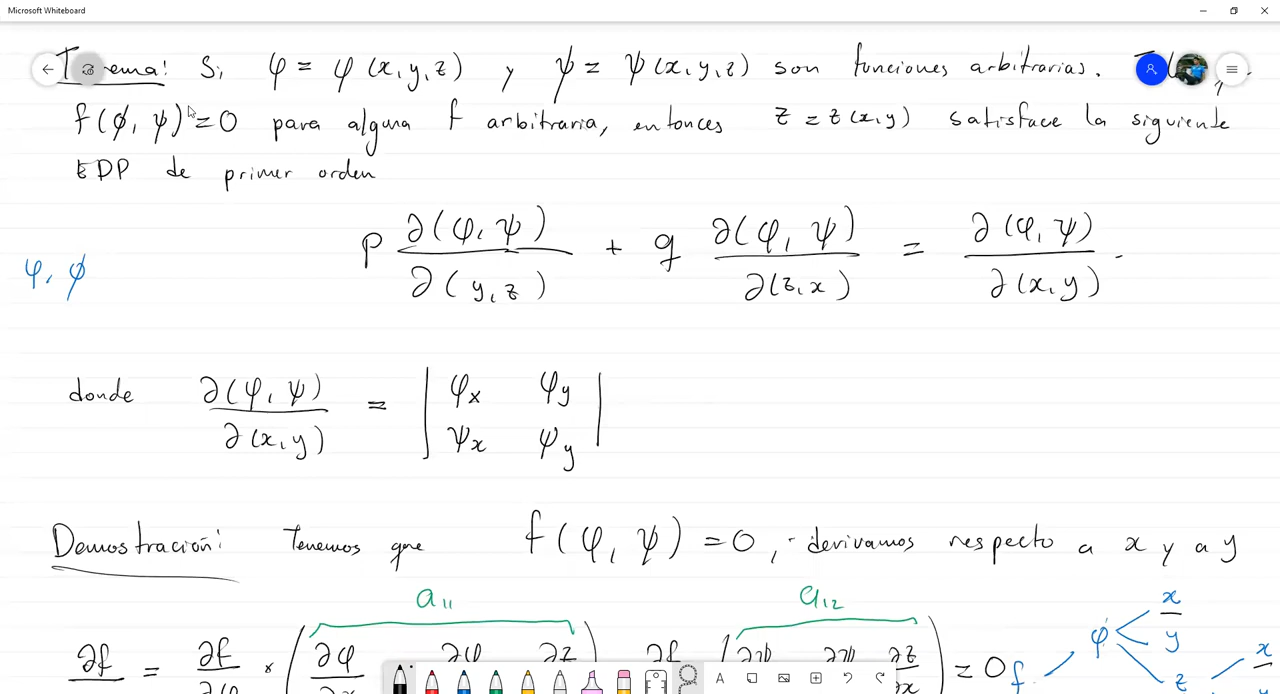 Microsoft Whiteboard
Teorema: Si φ = φ(x,y,z) y ψ = ψ(x,y,z) son funciones arbitrarias.
f(ϕ, ψ) = 0 para alguna f arbitraria, entonces z = z(x,y) satisface la siguiente
EDP de primer orden
p ∂(φ,ψ)/∂(y,z) + q ∂(φ,ψ)/∂(z,x) = ∂(φ,ψ)/∂(x,y).
φ, ϕ
donde ∂(φ,ψ)/∂(x,y) = | φx φy |
| ψx ψy |
Demostración: Tenemos que f(φ, ψ) = 0, derivamos respecto a x y a y
a11 a12
x
∂f = ∂f * ( ∂φ ∂φ ∂z ) ∂f ( ∂ψ ∂ψ ∂z ) = 0 f φ y x
z
A